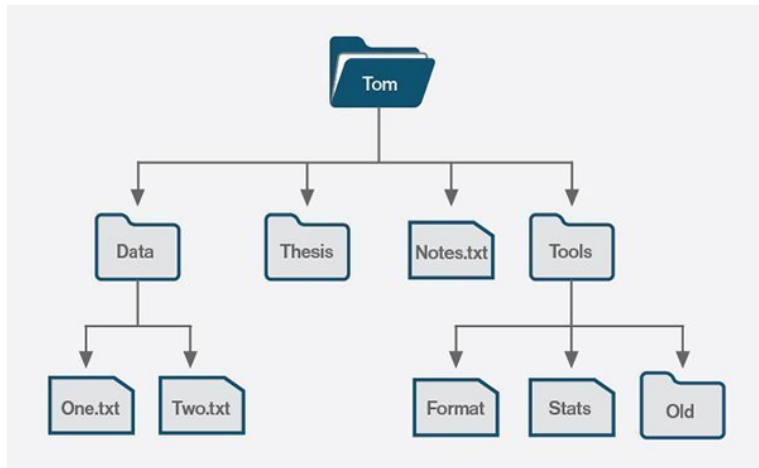 Tom
Data
Thesis
Notes.txt
Tools
One.txt
Two.txt
Format
Stats
Old